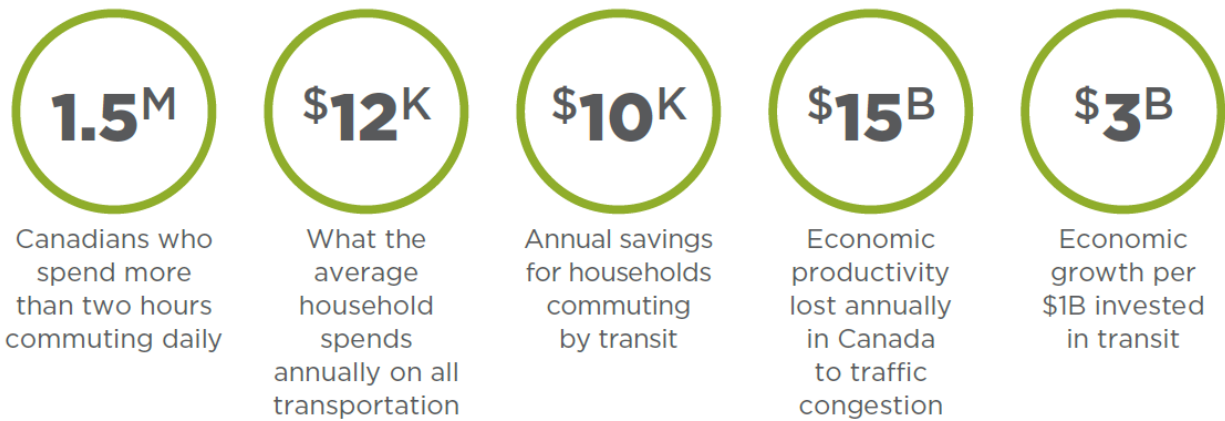 1.5M
Canadians who
spend more
than two hours
commuting daily
$12K
What the
average
household
spends
annually on all
transportation
$10K
Annual savings
for households
commuting
by transit
$15B
Economic
productivity
lost annually
in Canada
to traffic
congestion
$3B
Economic
growth per
$1B invested
in transit